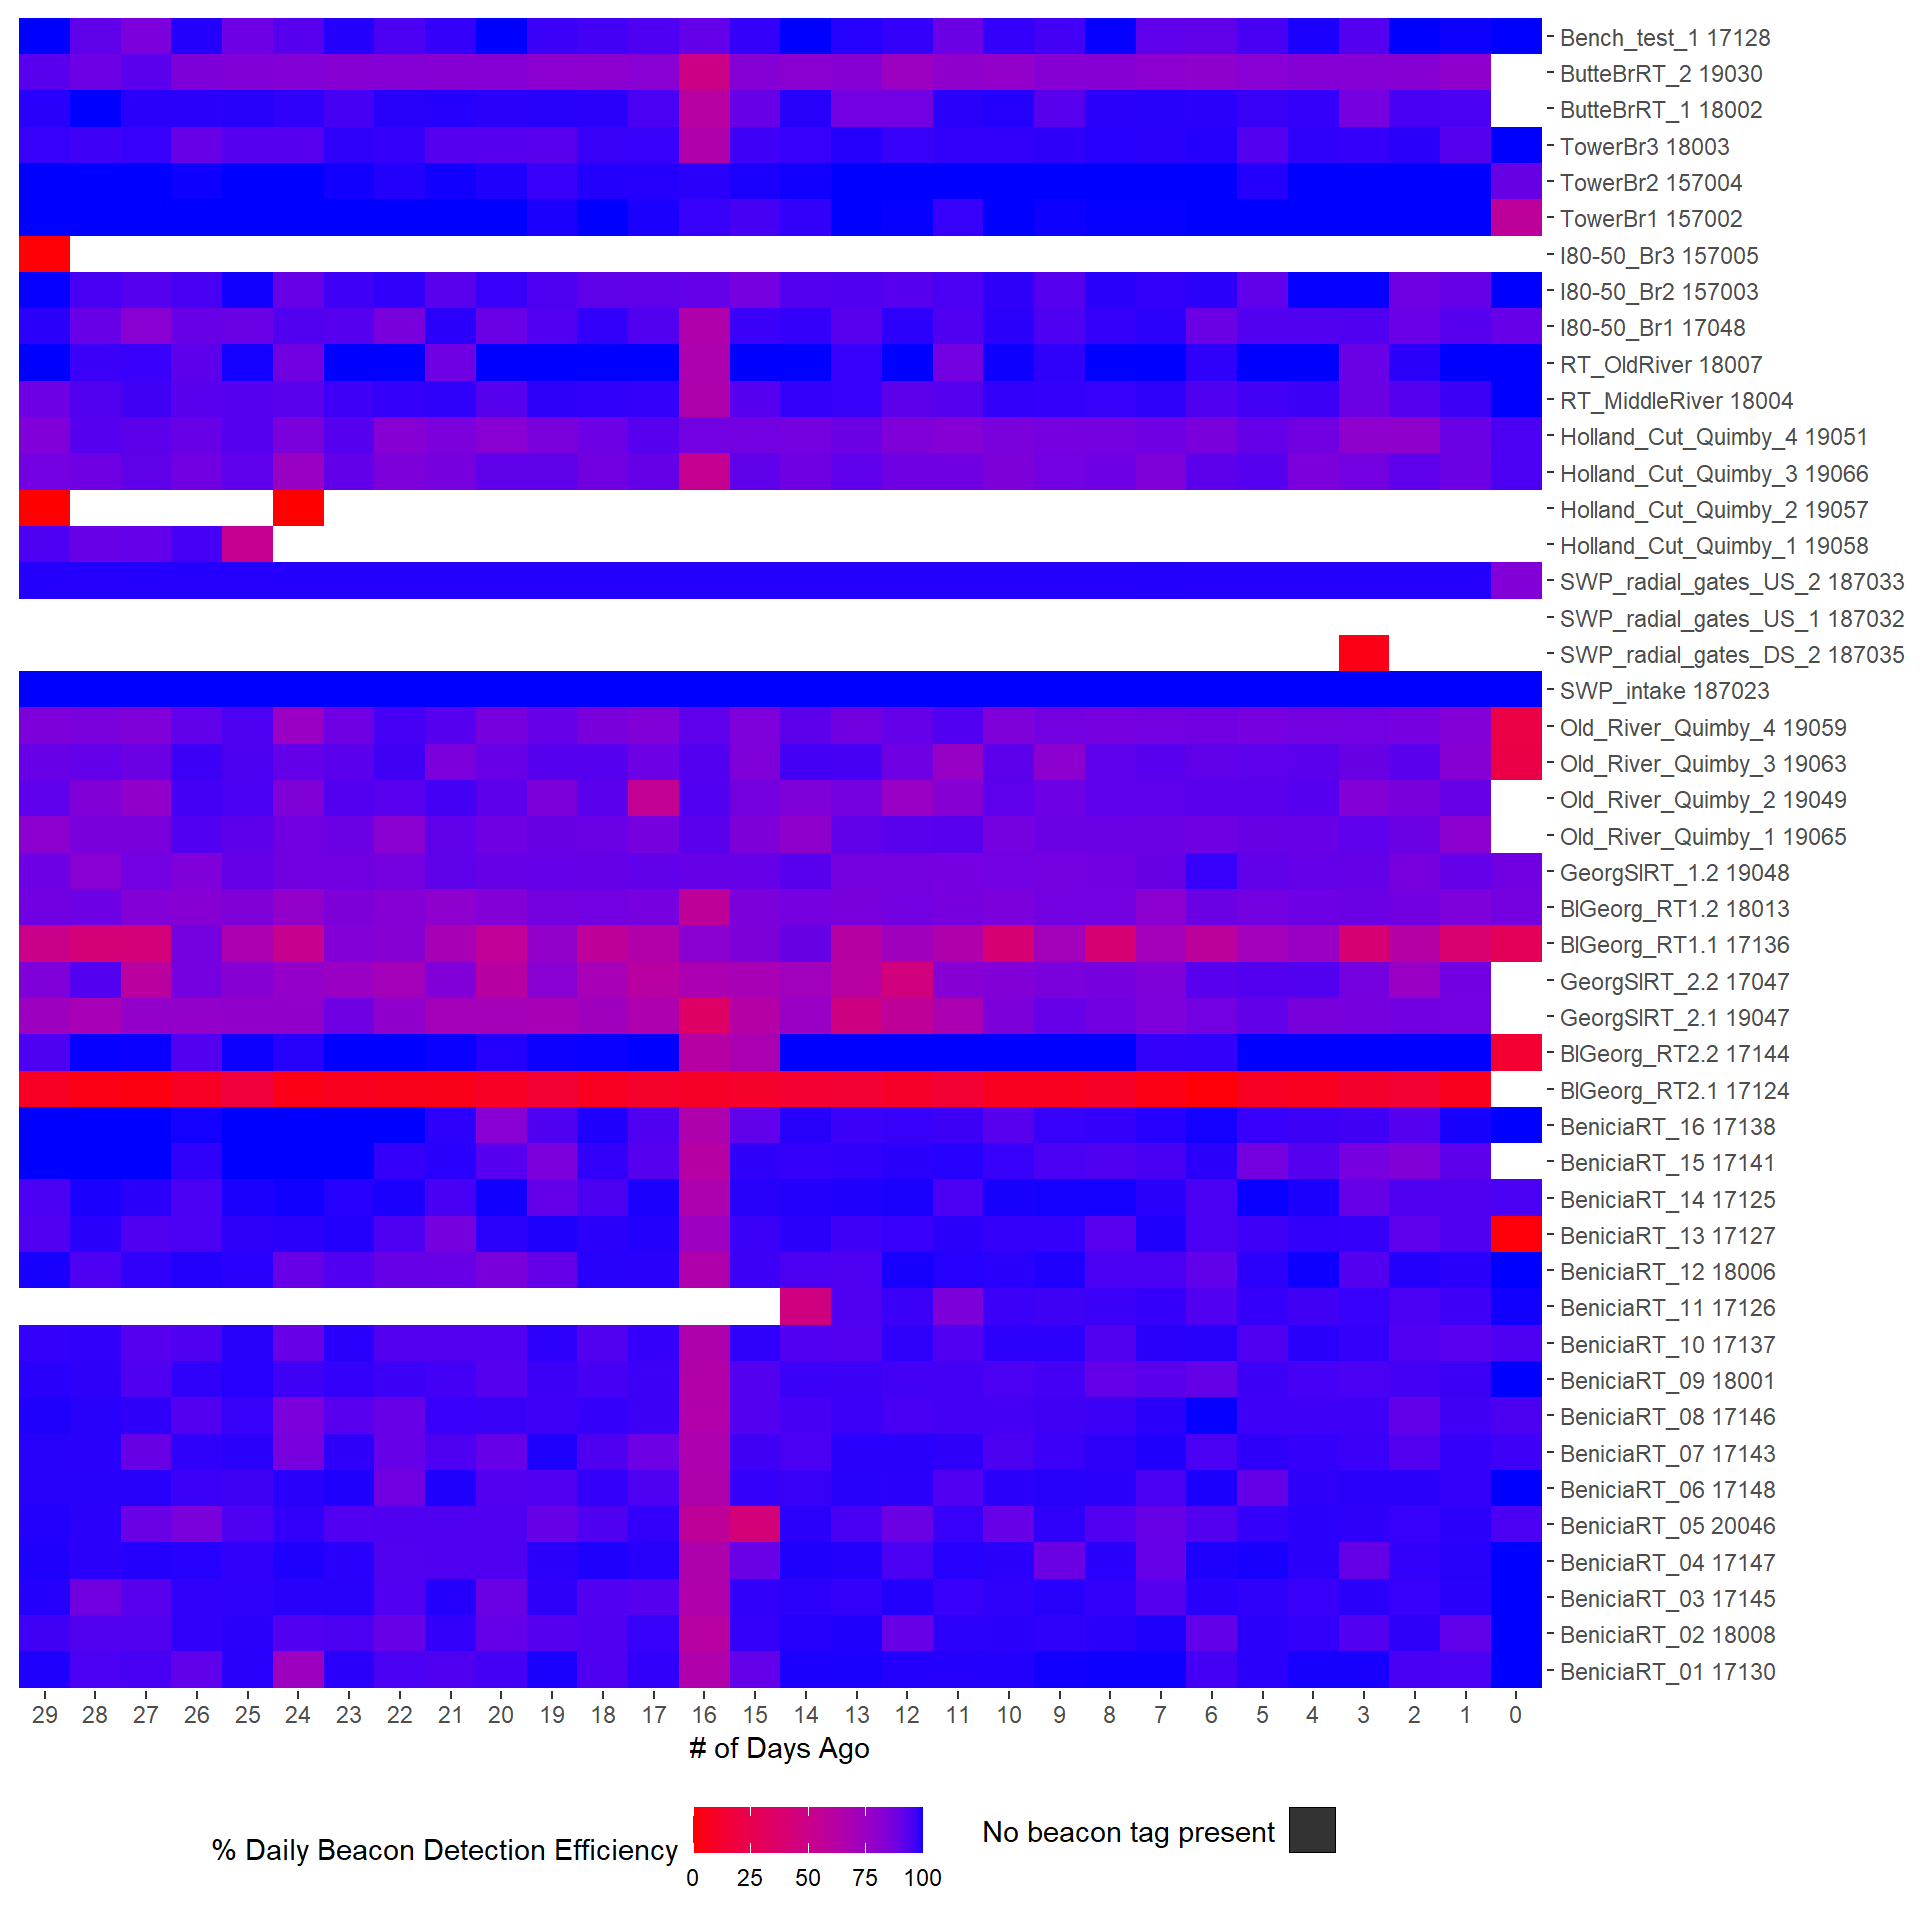 Bench_test_1 17128
ButteBrRT_2 19030
ButteBrRT_1 18002
TowerBr3 18003
TowerBr2 157004
TowerBr1 157002
I80-50_Br3 157005
I80-50_Br2 157003
I80-50_Br1 17048
RT_OldRiver 18007
RT_MiddleRiver 18004
Holland_Cut_Quimby_4 19051
Holland_Cut_Quimby_3 19066
Holland_Cut_Quimby_2 19057
Holland_Cut_Quimby_1 19058
SWP_radial_gates_US_2 187033
SWP_radial_gates_US_1 187032
SWP_radial_gates_DS_2 187035
SWP_intake 187023
Old_River_Quimby_4 19059
Old_River_Quimby_3 19063
Old_River_Quimby_2 19049
Old_River_Quimby_1 19065
GeorgSlRT_1.2 19048
BlGeorg_RT1.2 18013
BlGeorg_RT1.1 17136
GeorgSlRT_2.2 17047
GeorgSlRT_2.1 19047
BlGeorg_RT2.2 17144
BlGeorg_RT2.1 17124
BeniciaRT_16 17138
BeniciaRT_15 17141
BeniciaRT_14 17125
BeniciaRT_13 17127
BeniciaRT_12 18006
BeniciaRT_11 17126
BeniciaRT_10 17137
BeniciaRT_09 18001
BeniciaRT_08 17146
BeniciaRT_07 17143
BeniciaRT_06 17148
BeniciaRT_05 20046
BeniciaRT_04 17147
BeniciaRT_03 17145
BeniciaRT_02 18008
BeniciaRT_01 17130
29 28 27 26 25 24 23 22 21 20 19 18 17 16 15 14 13 12 11 10 9 8 7 6 5 4 3 2 1 0
# of Days Ago
% Daily Beacon Detection Efficiency
0 25 50 75 100
No beacon tag present